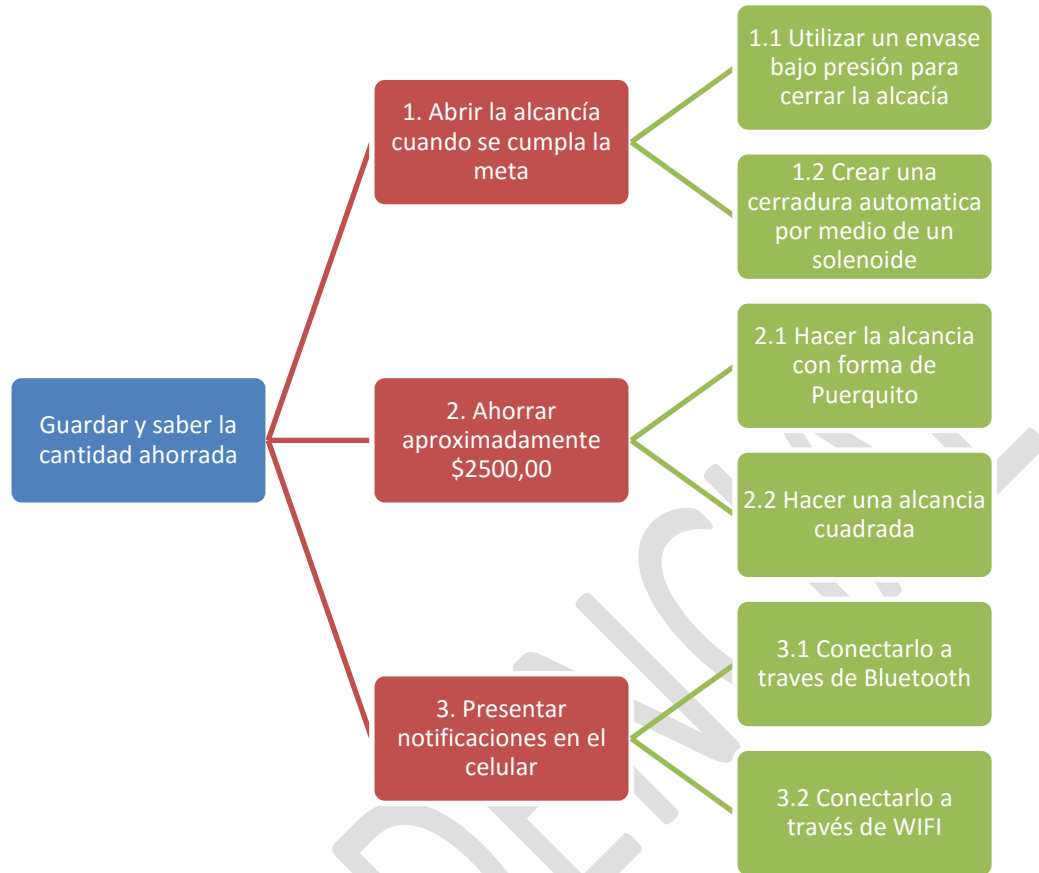 Guardar y saber la
cantidad ahorrada
1. Abrir la alcancía
cuando se cumpla la
meta
1.1 Utilizar un envase
bajo presión para
cerrar la alcacía
1.2 Crear una
cerradura automatica
por medio de un
solenoide
2. Ahorrar
aproximadamente
$2500,00
2.1 Hacer la alcancia
con forma de
Puerquito
2.2 Hacer una alcancia
cuadrada
3. Presentar
notificaciones en el
celular
3.1 Conectarlo a
traves de Bluetooth
3.2 Conectarlo a
través de WIFI